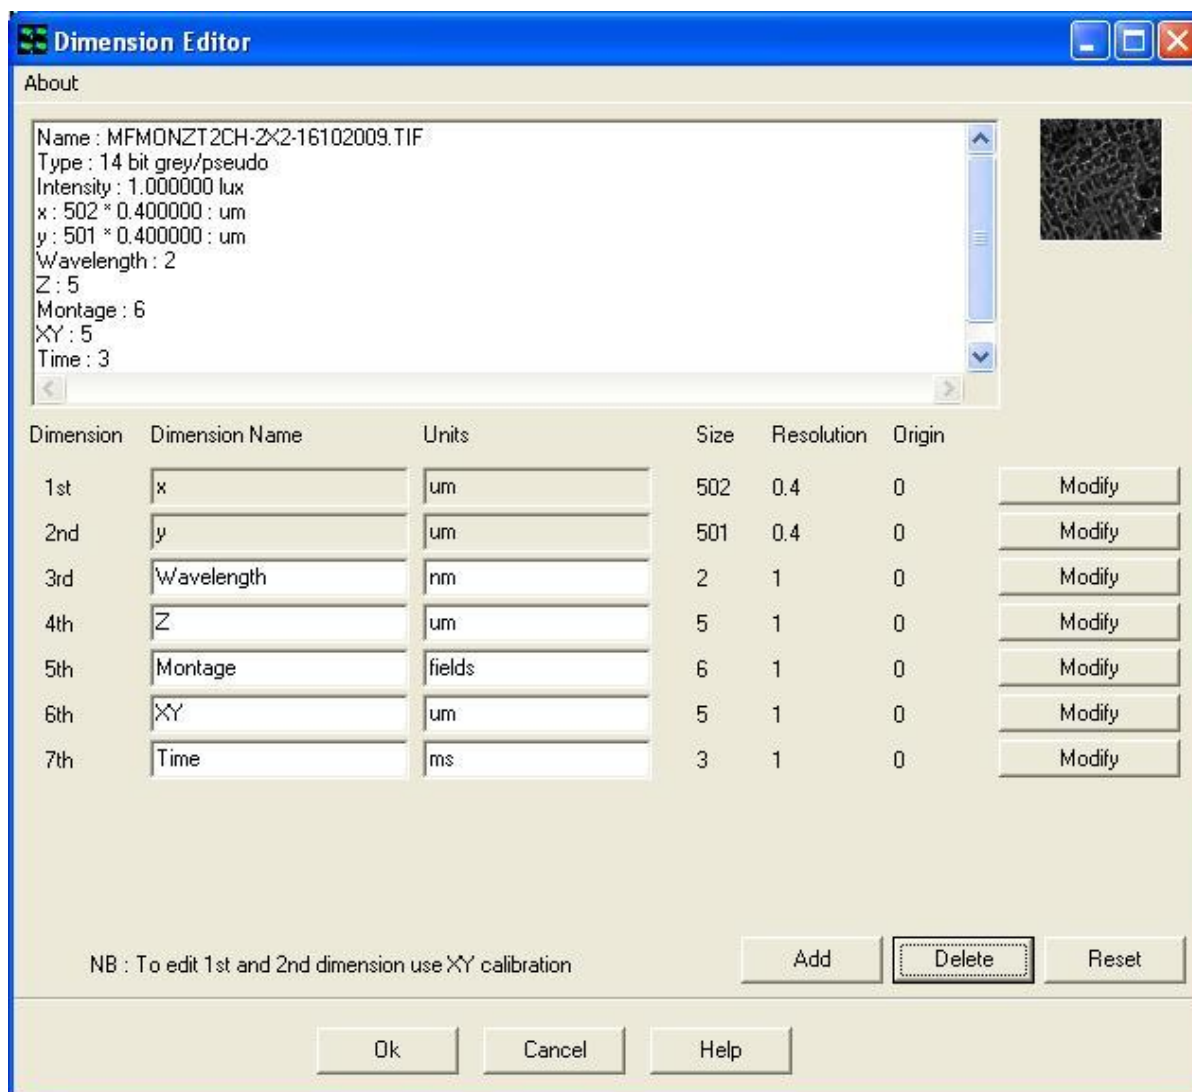 Dimension Editor
About
Name : MFMONZT2CH-2X2-16102009.TIF
Type : 14 bit grey/pseudo
Intensity : 1.000000 lux
x : 502 * 0.400000 : um
y : 501 * 0.400000 : um
Wavelength : 2
Z : 5
Montage : 6
XY : 5
Time : 3
Dimension Dimension Name Units Size Resolution Origin
1st x um 502 0.4 0 Modify
2nd y um 501 0.4 0 Modify
3rd Wavelength nm 2 1 0 Modify
4th Z um 5 1 0 Modify
5th Montage fields 6 1 0 Modify
6th XY um 5 1 0 Modify
7th Time ms 3 1 0 Modify
NB : To edit 1st and 2nd dimension use XY calibration Add Delete Reset
Ok Cancel Help